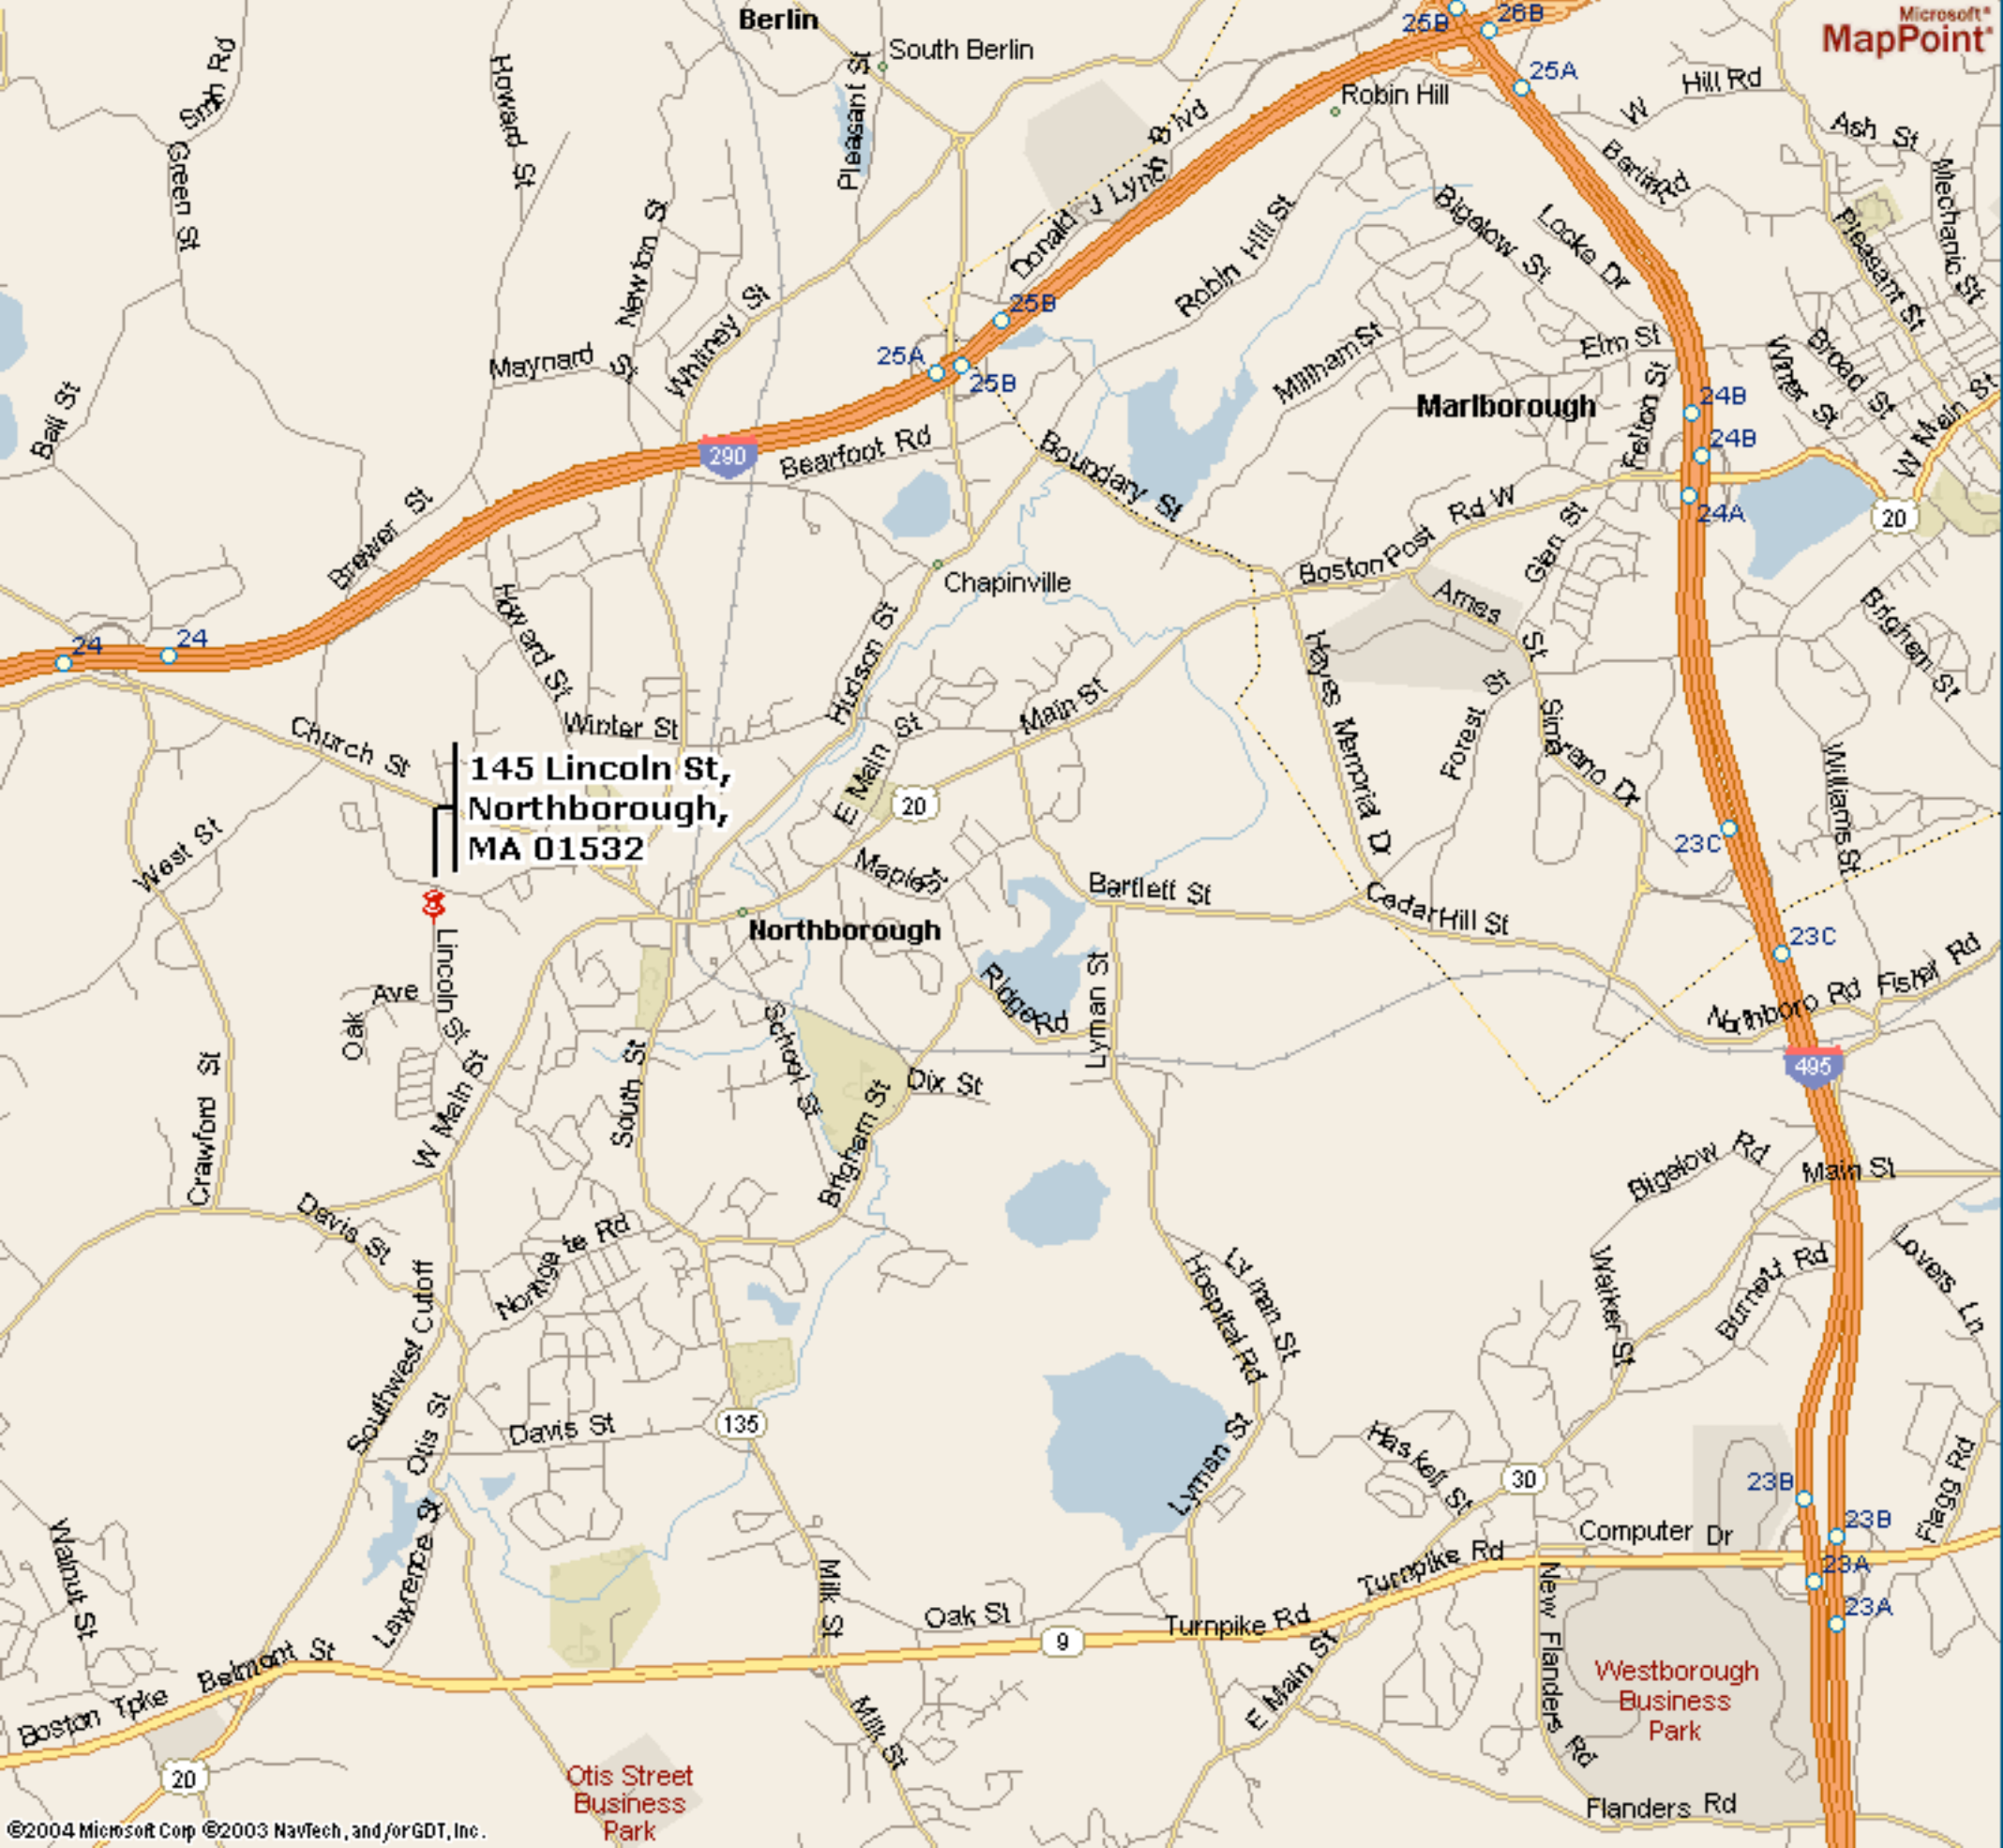 Berlin
South Berlin
25B
26B
Microsoft®
MapPoint®
25A
Hill Rd
W
Robin Hill
Smith Rd
Howard St
Pleasant St
Donald J Lynch Blvd
Ash St
Berlin Rd
Mechanic St
Green St
Newton St
Robin Hill St
Bigelow St
Locke Dr
Pleasant St
Whitney St
25B
25A
25B
Maynard St
Millham St
Elm St
Felton St
Broad St
Winter St
W Main St
Ball St
Marlborough
24B
24B
290
Bearfoot Rd
Boundary St
24A
20
Brewer St
Boston Post Rd W
Glen St
Chapinville
Ames St
Brigham St
24
24
Howard St
Hudson St
Hayes Memorial Dr
Forest St
Simarano Dr
Church St
Winter St
Main St
E Main St
Williams St
145 Lincoln St,
Northborough,
MA 01532
20
23C
West St
Maple St
Bartlett St
Cedar Hill St
Northborough
23C
Lincoln St
Oak Ave
Ridge Rd
Lyman St
Northboro Rd
Fisher Rd
School St
South St
495
Crawford St
W Main St
Dix St
Brigham St
Bigelow Rd
Main St
Davis St
Northgate Rd
Hospital Rd
Lyman St
Walker St
Burnett Rd
Lovers Ln
Southwest Cutoff
Otis St
Davis St
135
Lyman St
Haskell St
30
23B
23B
Flagg Rd
Walnut St
Lawrence St
Computer Dr
23A
23A
Turnpike Rd
Milk St
Oak St
9
Turnpike Rd
New Flanders Rd
Belmont St
Boston Tpke
E Main St
Westborough
Business
Park
Milk St
20
Otis Street
Business
Park
Flanders Rd
©2004 Microsoft Corp ©2003 NavTech, and/or GDT, Inc.